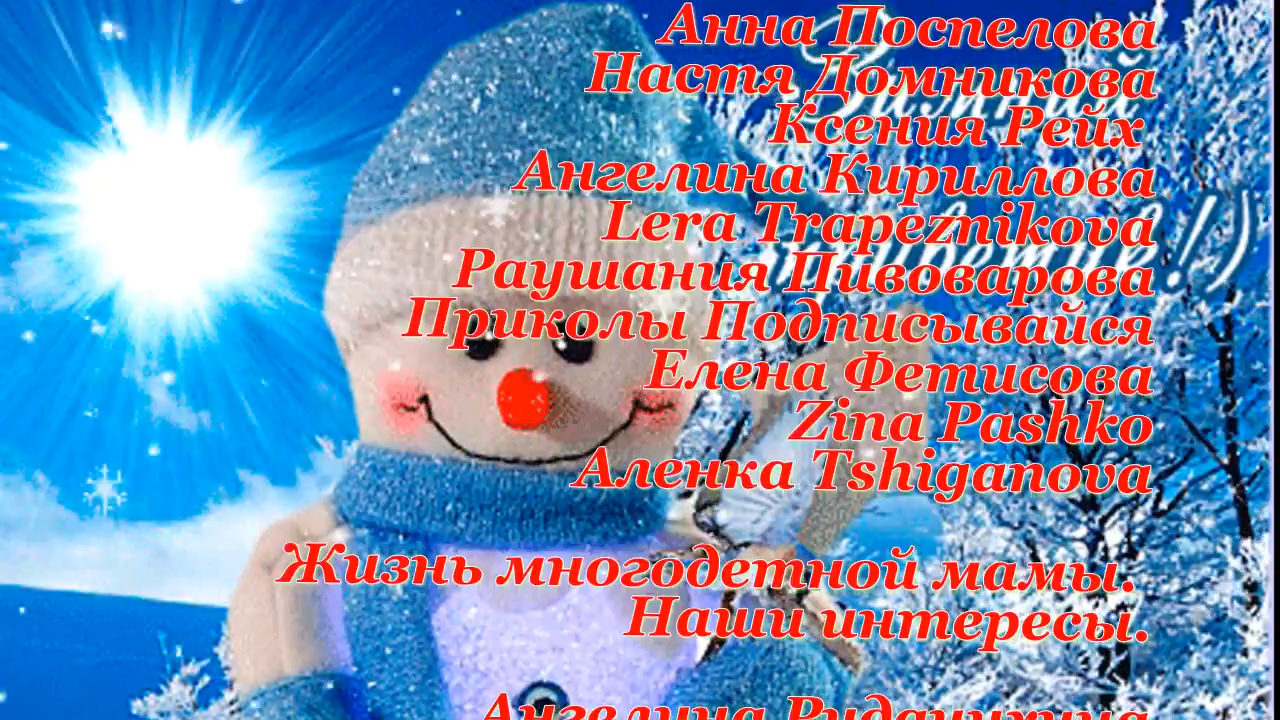 Анна Поспелова
Настя Домникова
Ксения Рейх
Ангелина Кириллова
Lera Trapeznikova
Раушания Пивоварова
Приколы Подписывайся
Елена Фетисова
Zina Pashko
Аленка Tshiganova
Жизнь многодетной мамы.
Наши интересы.
Ангелина